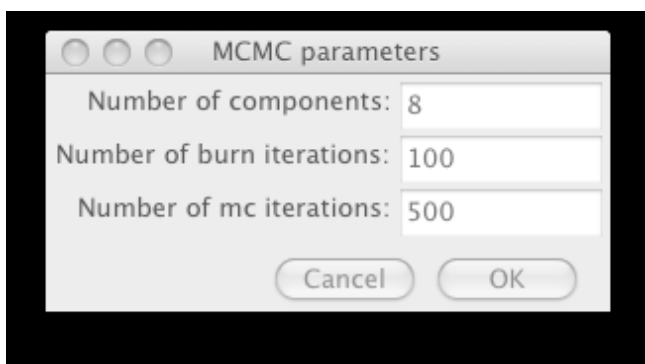 MCMC parameters
Number of components: 8
Number of burn iterations: 100
Number of mc iterations: 500
Cancel OK